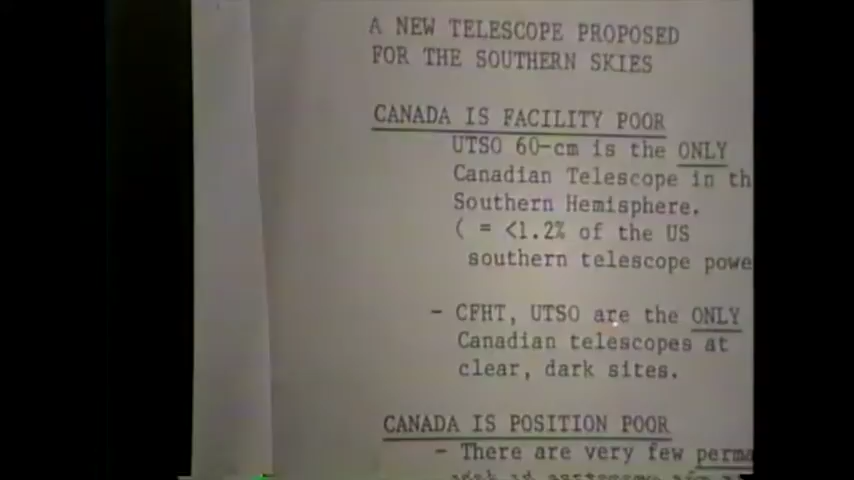 A NEW TELESCOPE PROPOSED
FOR THE SOUTHERN SKIES
CANADA IS FACILITY POOR
UTSO 60-cm is the ONLY
Canadian Telescope in th
Southern Hemisphere.
( = <1.2% of the US
southern telescope powe
- CFHT, UTSO are the ONLY
Canadian telescopes at
clear, dark sites.
CANADA IS POSITION POOR
- There are very few perma